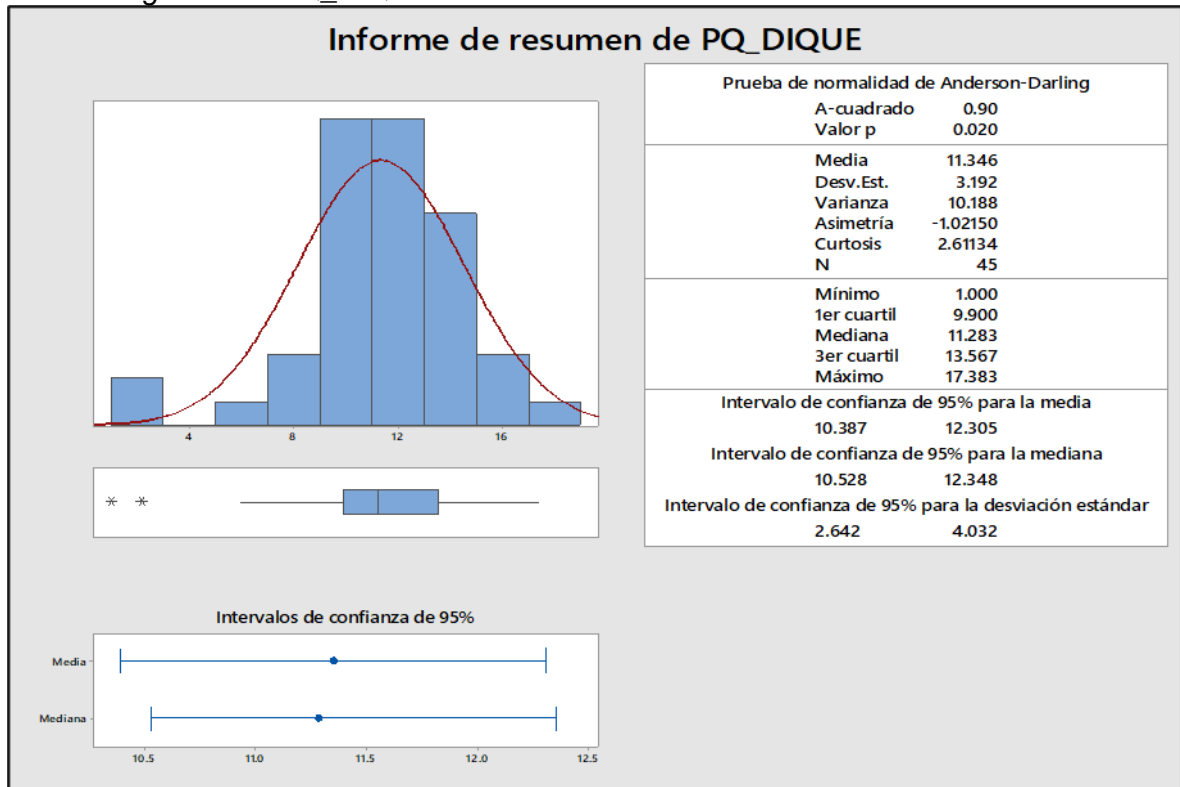 Informe de resumen de PQ_DIQUE
4 8 12 16
Prueba de normalidad de Anderson-Darling
A-cuadrado 0.90
Valor p 0.020
Media 11.346
Desv.Est. 3.192
Varianza 10.188
Asimetría -1.02150
Curtosis 2.61134
N 45
Mínimo 1.000
1er cuartil 9.900
Mediana 11.283
3er cuartil 13.567
Máximo 17.383
Intervalo de confianza de 95% para la media
10.387 12.305
Intervalo de confianza de 95% para la mediana
10.528 12.348
Intervalo de confianza de 95% para la desviación estándar
2.642 4.032
Intervalos de confianza de 95%
Media
Mediana
10.5 11.0 11.5 12.0 12.5